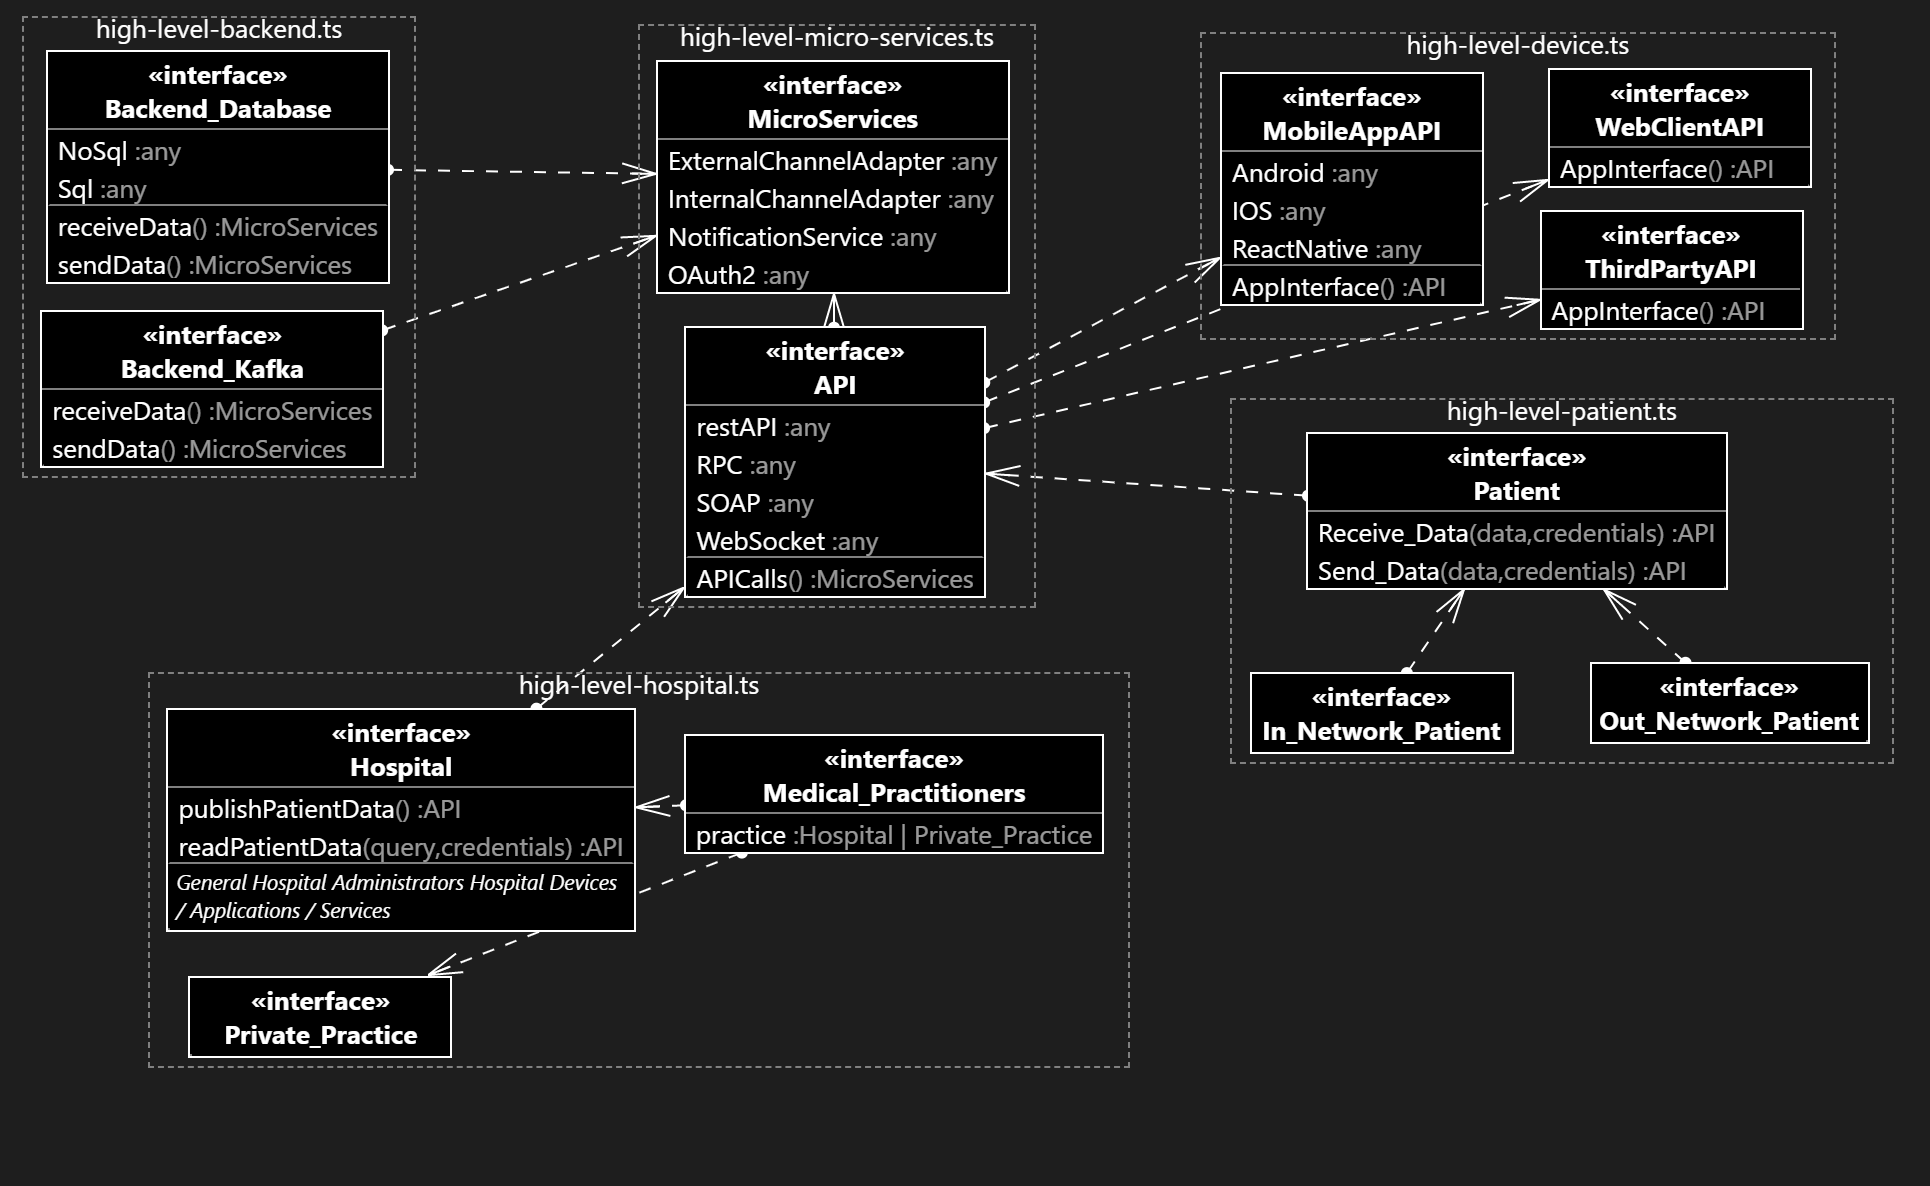 high-level-backend.ts
«interface»
Backend_Database
NoSql :any
Sql :any
receiveData() :MicroServices
sendData() :MicroServices
«interface»
Backend_Kafka
receiveData() :MicroServices
sendData() :MicroServices
high-level-micro-services.ts
«interface»
MicroServices
ExternalChannelAdapter :any
InternalChannelAdapter :any
NotificationService :any
OAuth2 :any
«interface»
API
restAPI :any
RPC :any
SOAP :any
WebSocket :any
APICalls() :MicroServices
high-level-device.ts
«interface»
MobileAppAPI
Android :any
IOS :any
ReactNative :any
AppInterface() :API
«interface»
WebClientAPI
AppInterface() :API
«interface»
ThirdPartyAPI
AppInterface() :API
high-level-patient.ts
«interface»
Patient
Receive_Data(data,credentials) :API
Send_Data(data,credentials) :API
«interface»
In_Network_Patient
«interface»
Out_Network_Patient
high-level-hospital.ts
«interface»
Hospital
publishPatientData() :API
readPatientData(query,credentials) :API
General Hospital Administrators Hospital Devices
/ Applications / Services
«interface»
Medical_Practitioners
practice :Hospital | Private_Practice
«interface»
Private_Practice